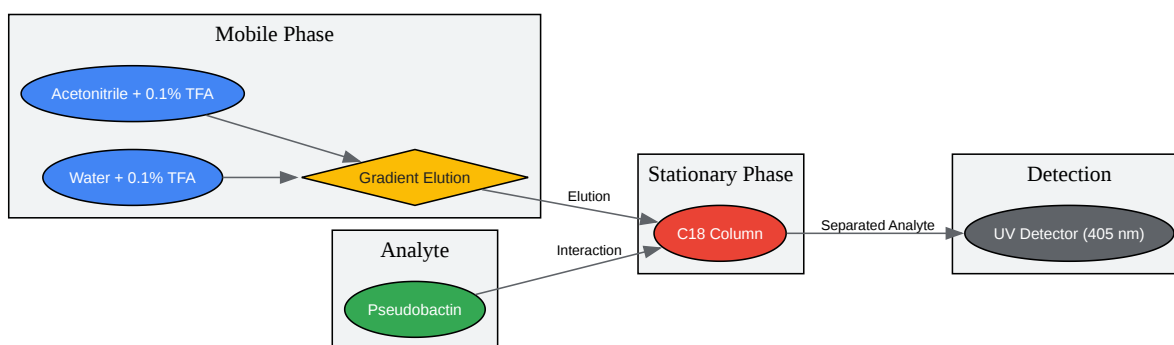 Mobile Phase
Acetonitrile + 0.1% TFA
Water + 0.1% TFA
Gradient Elution
Elution
Analyte
Pseudobactin
Interaction
Stationary Phase
C18 Column
Separated Analyte
Detection
UV Detector (405 nm)